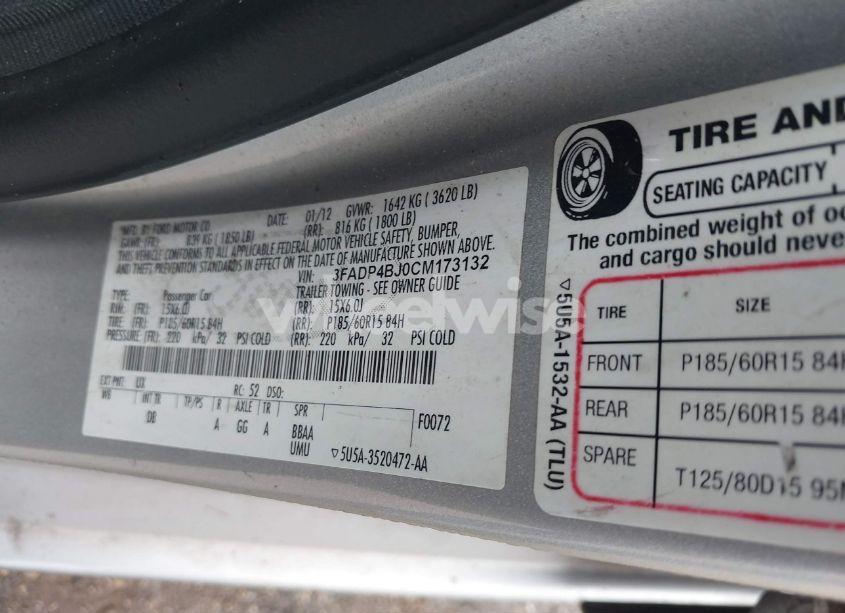 *MFD. BY FORD MOTOR CO.
DATE: 01/12 GVWR: 1642 KG ( 3620 LB)
GAWR:(FR): 839 KG ( 1850 LB) (RR): 816 KG ( 1800 LB)
THIS VEHICLE CONFORMS TO ALL APPLICABLE FEDERAL MOTOR VEHICLE SAFETY, BUMPER,
AND THEFT PREVENTION STANDARDS IN EFFECT ON THE DATE OF MANUFACTURE SHOWN ABOVE.
VIN: 3FADP4BJ0CM173132
TYPE: Passenger Car TRAILER TOWING - SEE OWNER GUIDE
RIM: (FR): 15X6.0J (RR): 15X6.0J
TIRE: (FR): P185/60R15 84H (RR): P185/60R15 84H
PRESSURE: (FR): 220 kPa/ 32 PSI COLD (RR): 220 kPa/ 32 PSI COLD
EXT PNT: UX RC: 52 DSO:
WB INT TR TP/PS R AXLE TR SPR
DB A GG A BBAA
UMU
F0072
▽5U5A-3520472-AA
TIRE AND
SEATING CAPACITY
The combined weight of oc
and cargo should neve
▽5U5A-1532-AA (TLU)
TIRE SIZE
FRONT P185/60R15 84H
REAR P185/60R15 84H
SPARE T125/80D15 95M